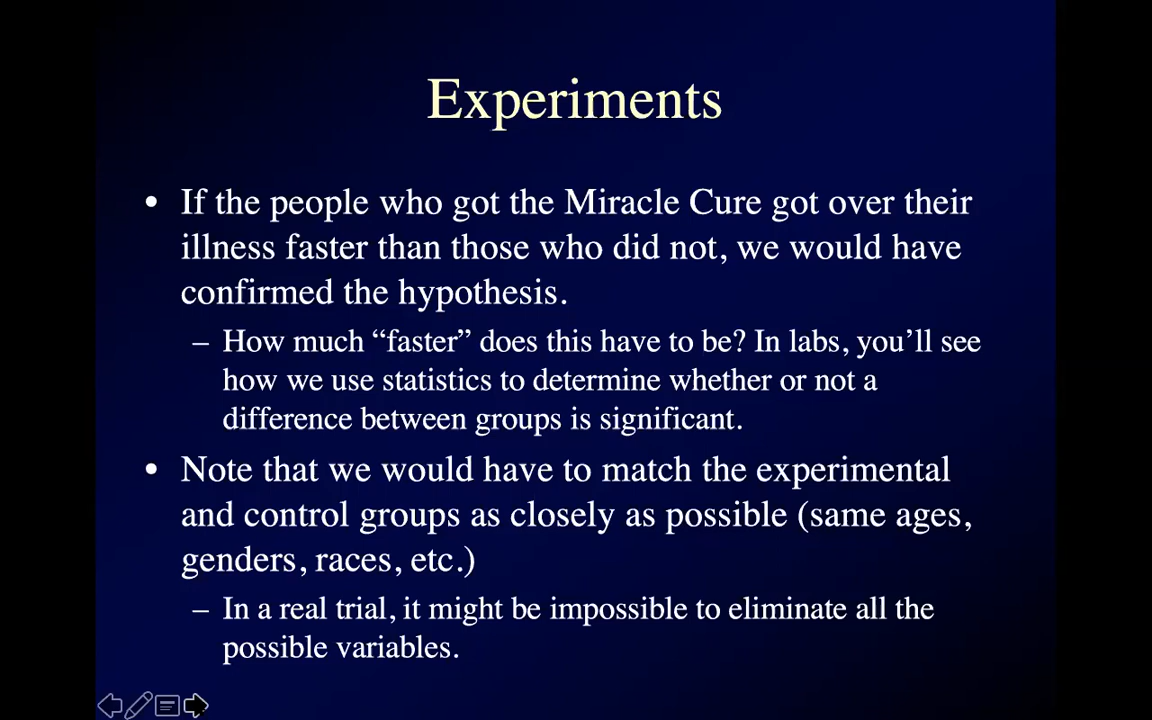 Experiments
• If the people who got the Miracle Cure got over their
illness faster than those who did not, we would have
confirmed the hypothesis.
– How much “faster” does this have to be? In labs, you’ll see
how we use statistics to determine whether or not a
difference between groups is significant.
• Note that we would have to match the experimental
and control groups as closely as possible (same ages,
genders, races, etc.)
– In a real trial, it might be impossible to eliminate all the
possible variables.